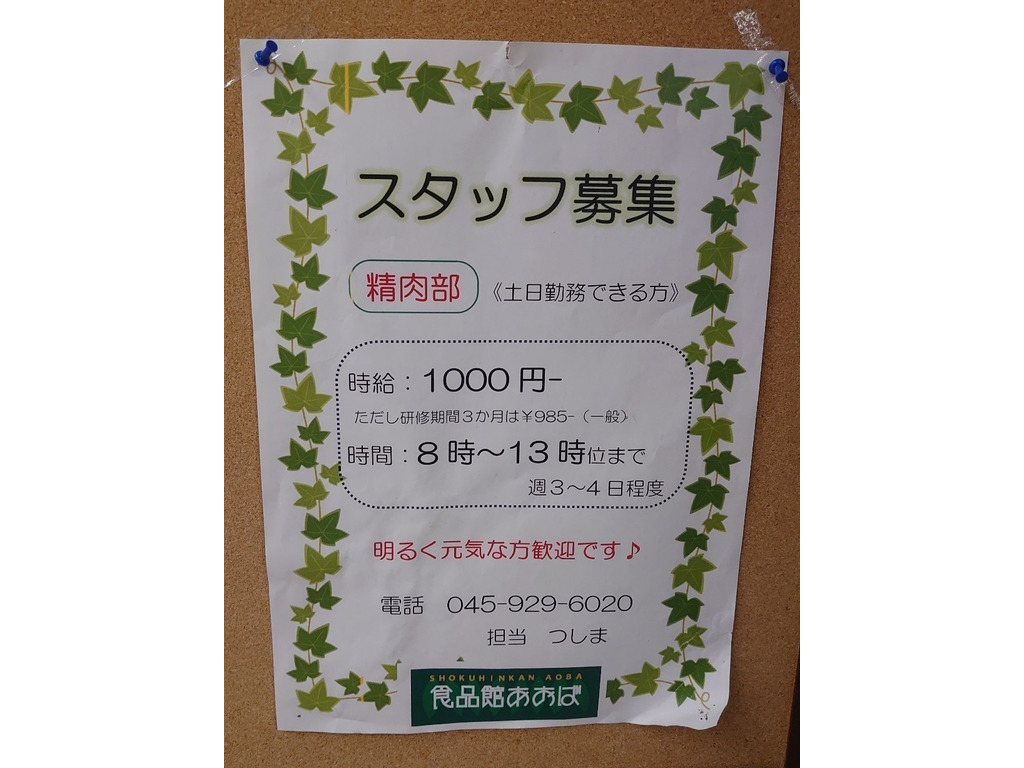 スタッフ募集
精肉部 《土日勤務できる方》
時給：1000円-
ただし研修期間３か月は￥985-（一般）
時間：8時～13時位まで
週３～４日程度
明るく元気な方歓迎です♪
電話　045-929-6020
担当　つしま
SHOKUHINKAN AOBA
食品館あおば